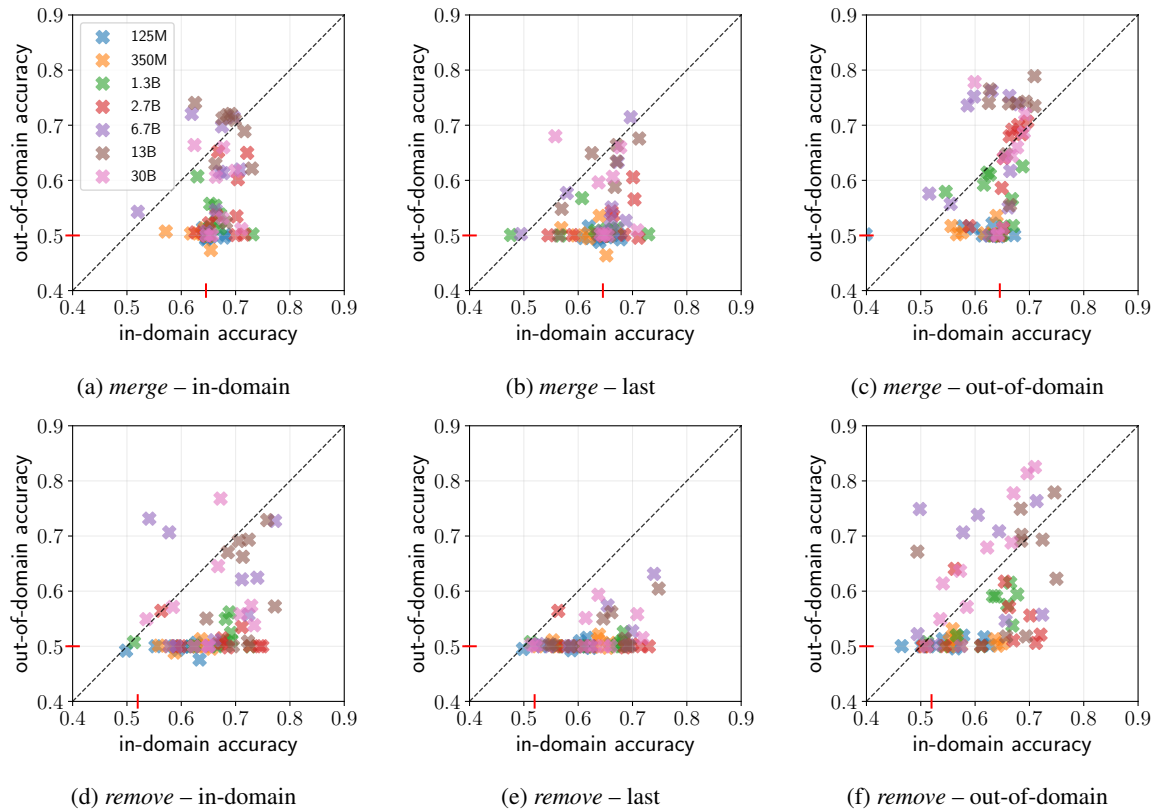 0.9
0.8
0.7
0.6
0.5
0.4
out-of-domain accuracy
125M
350M
1.3B
2.7B
6.7B
13B
30B
0.4 0.5 0.6 0.7 0.8 0.9
in-domain accuracy
(a) merge – in-domain
0.9
0.8
0.7
0.6
0.5
0.4
out-of-domain accuracy
0.4 0.5 0.6 0.7 0.8 0.9
in-domain accuracy
(b) merge – last
0.9
0.8
0.7
0.6
0.5
0.4
out-of-domain accuracy
0.4 0.5 0.6 0.7 0.8 0.9
in-domain accuracy
(c) merge – out-of-domain
0.9
0.8
0.7
0.6
0.5
0.4
out-of-domain accuracy
0.4 0.5 0.6 0.7 0.8 0.9
in-domain accuracy
(d) remove – in-domain
0.9
0.8
0.7
0.6
0.5
0.4
out-of-domain accuracy
0.4 0.5 0.6 0.7 0.8 0.9
in-domain accuracy
(e) remove – last
0.9
0.8
0.7
0.6
0.5
0.4
out-of-domain accuracy
0.4 0.5 0.6 0.7 0.8 0.9
in-domain accuracy
(f) remove – out-of-domain